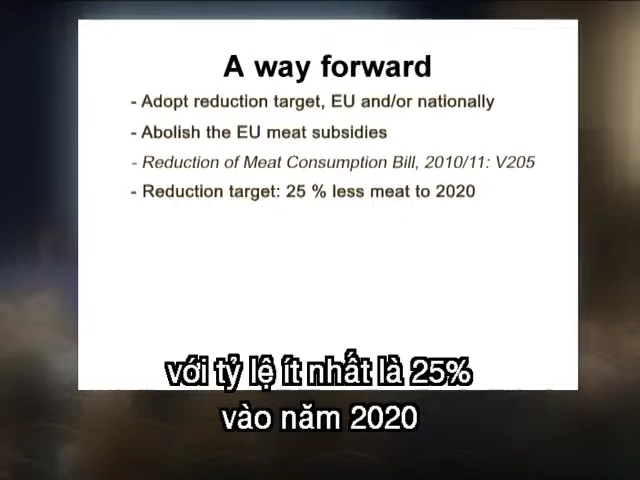 A way forward
- Adopt reduction target, EU and/or nationally
- Abolish the EU meat subsidies
- Reduction of Meat Consumption Bill, 2010/11: V205
- Reduction target: 25 % less meat to 2020
với tỷ lệ ít nhất là 25%
vào năm 2020